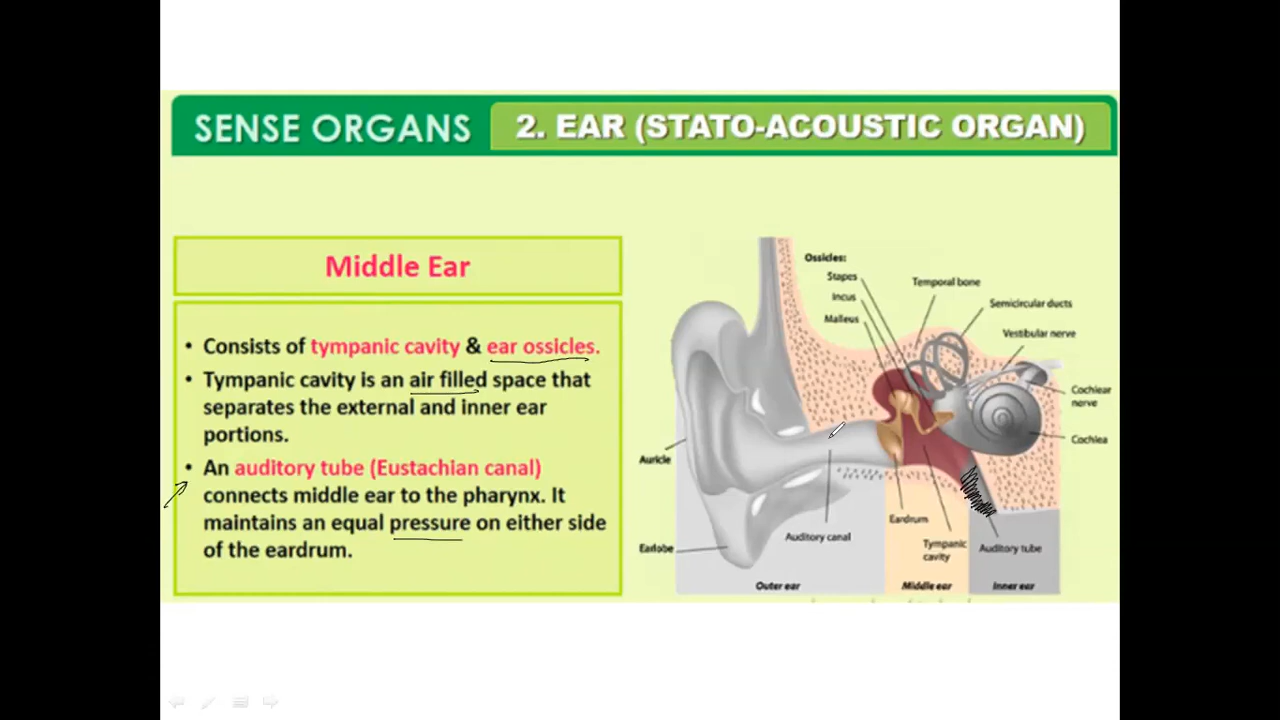 SENSE ORGANS
2. EAR (STATO-ACOUSTIC ORGAN)
Middle Ear
• Consists of tympanic cavity & ear ossicles.
• Tympanic cavity is an air filled space that
separates the external and inner ear
portions.
• An auditory tube (Eustachian canal)
connects middle ear to the pharynx. It
maintains an equal pressure on either side
of the eardrum.
Ossicles:
Stapes
Incus
Malleus
Temporal bone
Semicircular ducts
Vestibular nerve
Cochlear
nerve
Cochlea
Auricle
Earlobe
Auditory canal
Eardrum
Tympanic
cavity
Auditory tube
Outer ear
Middle ear
Inner ear